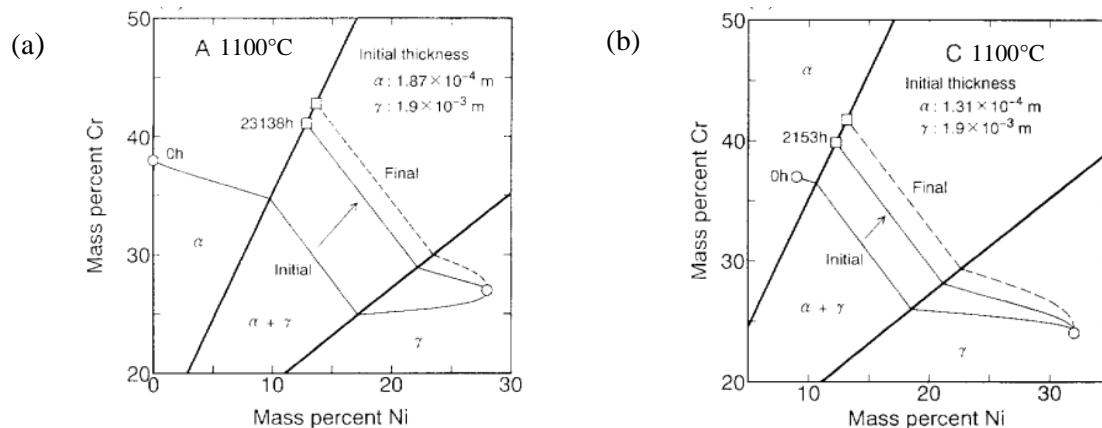 (a)
A 1100°C
Initial thickness
α : 1.87 × 10⁻⁴ m
γ : 1.9 × 10⁻³ m
23138h
0h
Final
Initial
α
α + γ
γ
50
40
30
20
0
10
20
30
Mass percent Cr
Mass percent Ni
(b)
C 1100°C
Initial thickness
α : 1.31 × 10⁻⁴ m
γ : 1.9 × 10⁻³ m
α
2153h
0h
Final
Initial
α + γ
γ
50
40
30
20
10
20
30
Mass percent Cr
Mass percent Ni